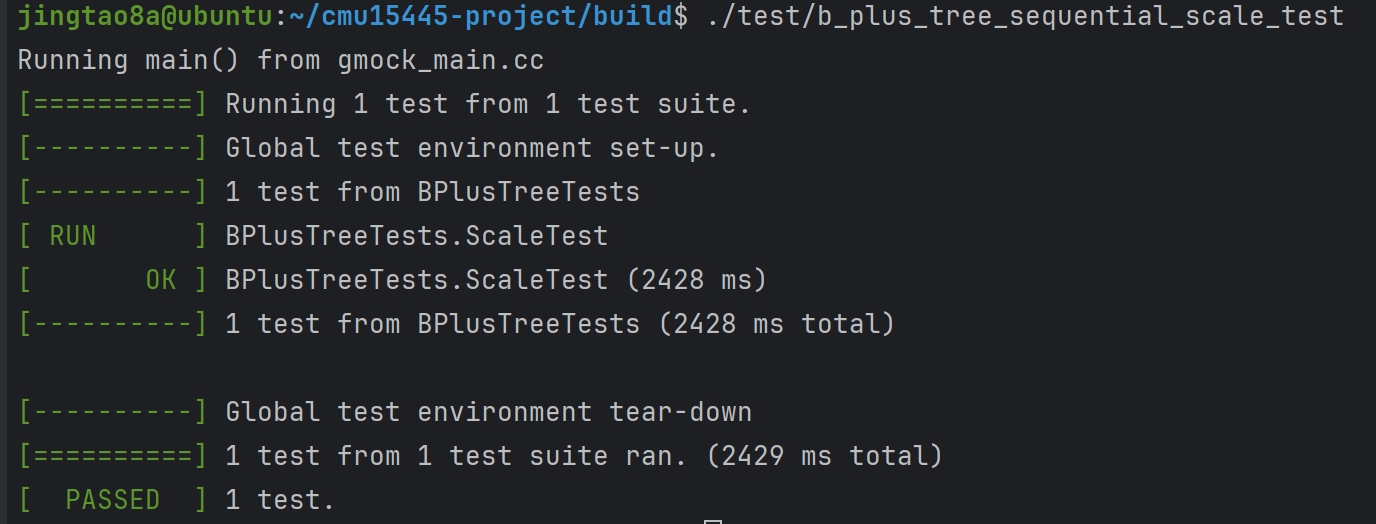 jingtao8a@ubuntu:~/cmu15445-project/build$ ./test/b_plus_tree_sequential_scale_test
Running main() from gmock_main.cc
[==========] Running 1 test from 1 test suite.
[----------] Global test environment set-up.
[----------] 1 test from BPlusTreeTests
[ RUN      ] BPlusTreeTests.ScaleTest
[       OK ] BPlusTreeTests.ScaleTest (2428 ms)
[----------] 1 test from BPlusTreeTests (2428 ms total)
[----------] Global test environment tear-down
[==========] 1 test from 1 test suite ran. (2429 ms total)
[  PASSED  ] 1 test.